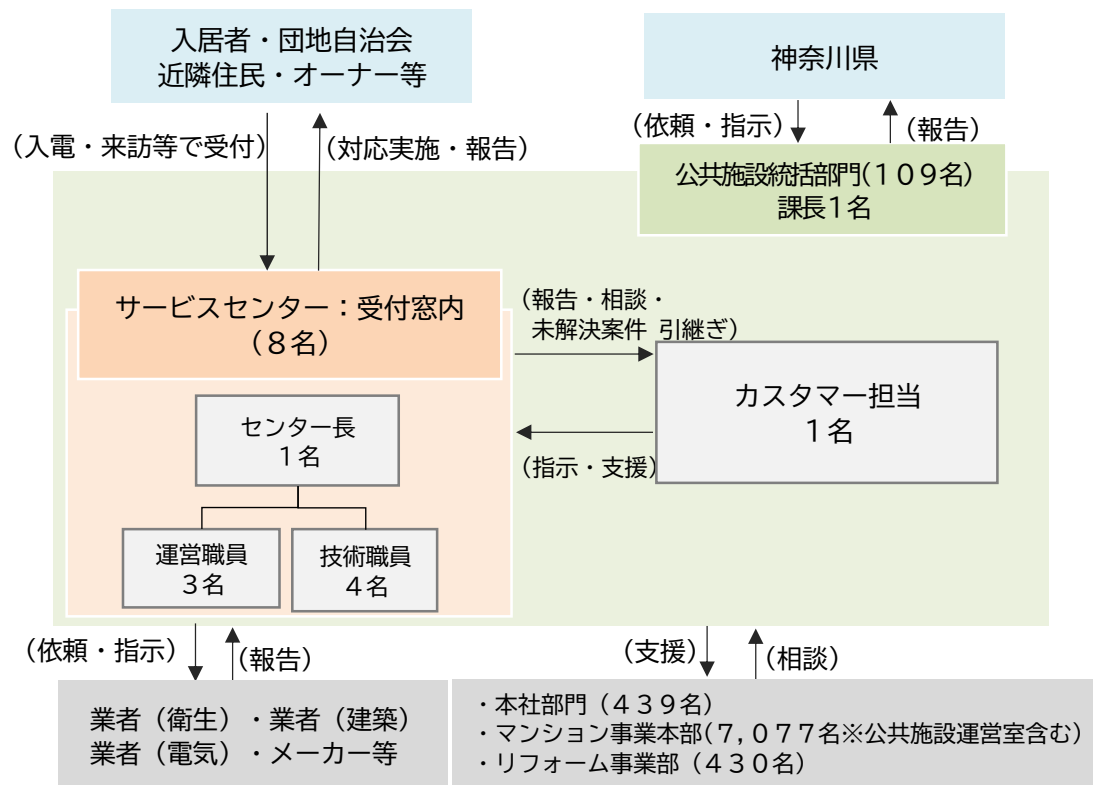 入居者・団地自治会
近隣住民・オーナー等
神奈川県
（入電・来訪等で受付）
（対応実施・報告）
（依頼・指示）
（報告）
公共施設統括部門(１０９名)
課長１名
サービスセンター：受付窓内
（８名）
（報告・相談・
未解決案件 引継ぎ）
カスタマー担当
１名
センター長
１名
（指示・支援）
運営職員
３名
技術職員
４名
（依頼・指示）
（報告）
（支援）
（相談）
業者（衛生）・業者（建築）
業者（電気）・メーカー等
・本社部門（４３９名）
・マンション事業本部(７,０７７名※公共施設運営室含む)
・リフォーム事業部（４３０名）